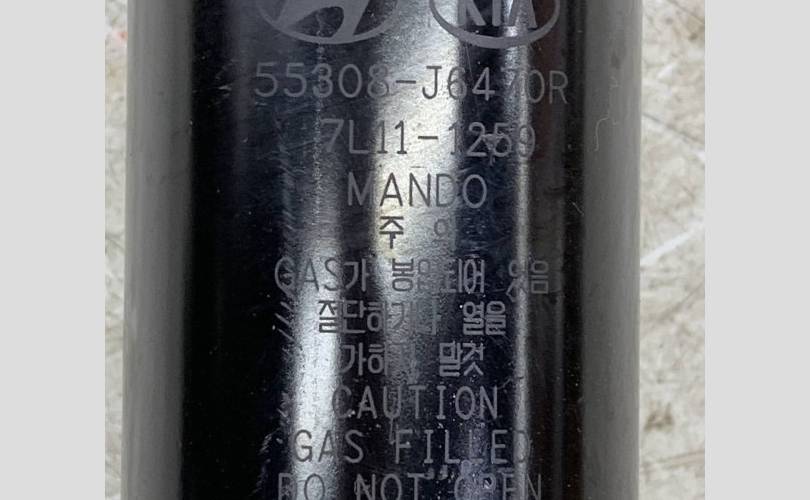 KIA
55308-J6470R
7L11-1259
MANDO
주 의
GAS가 봉입되어 있음
절단하거나 열을
가하지 말것
CAUTION
GAS FILLED
DO NOT OPEN